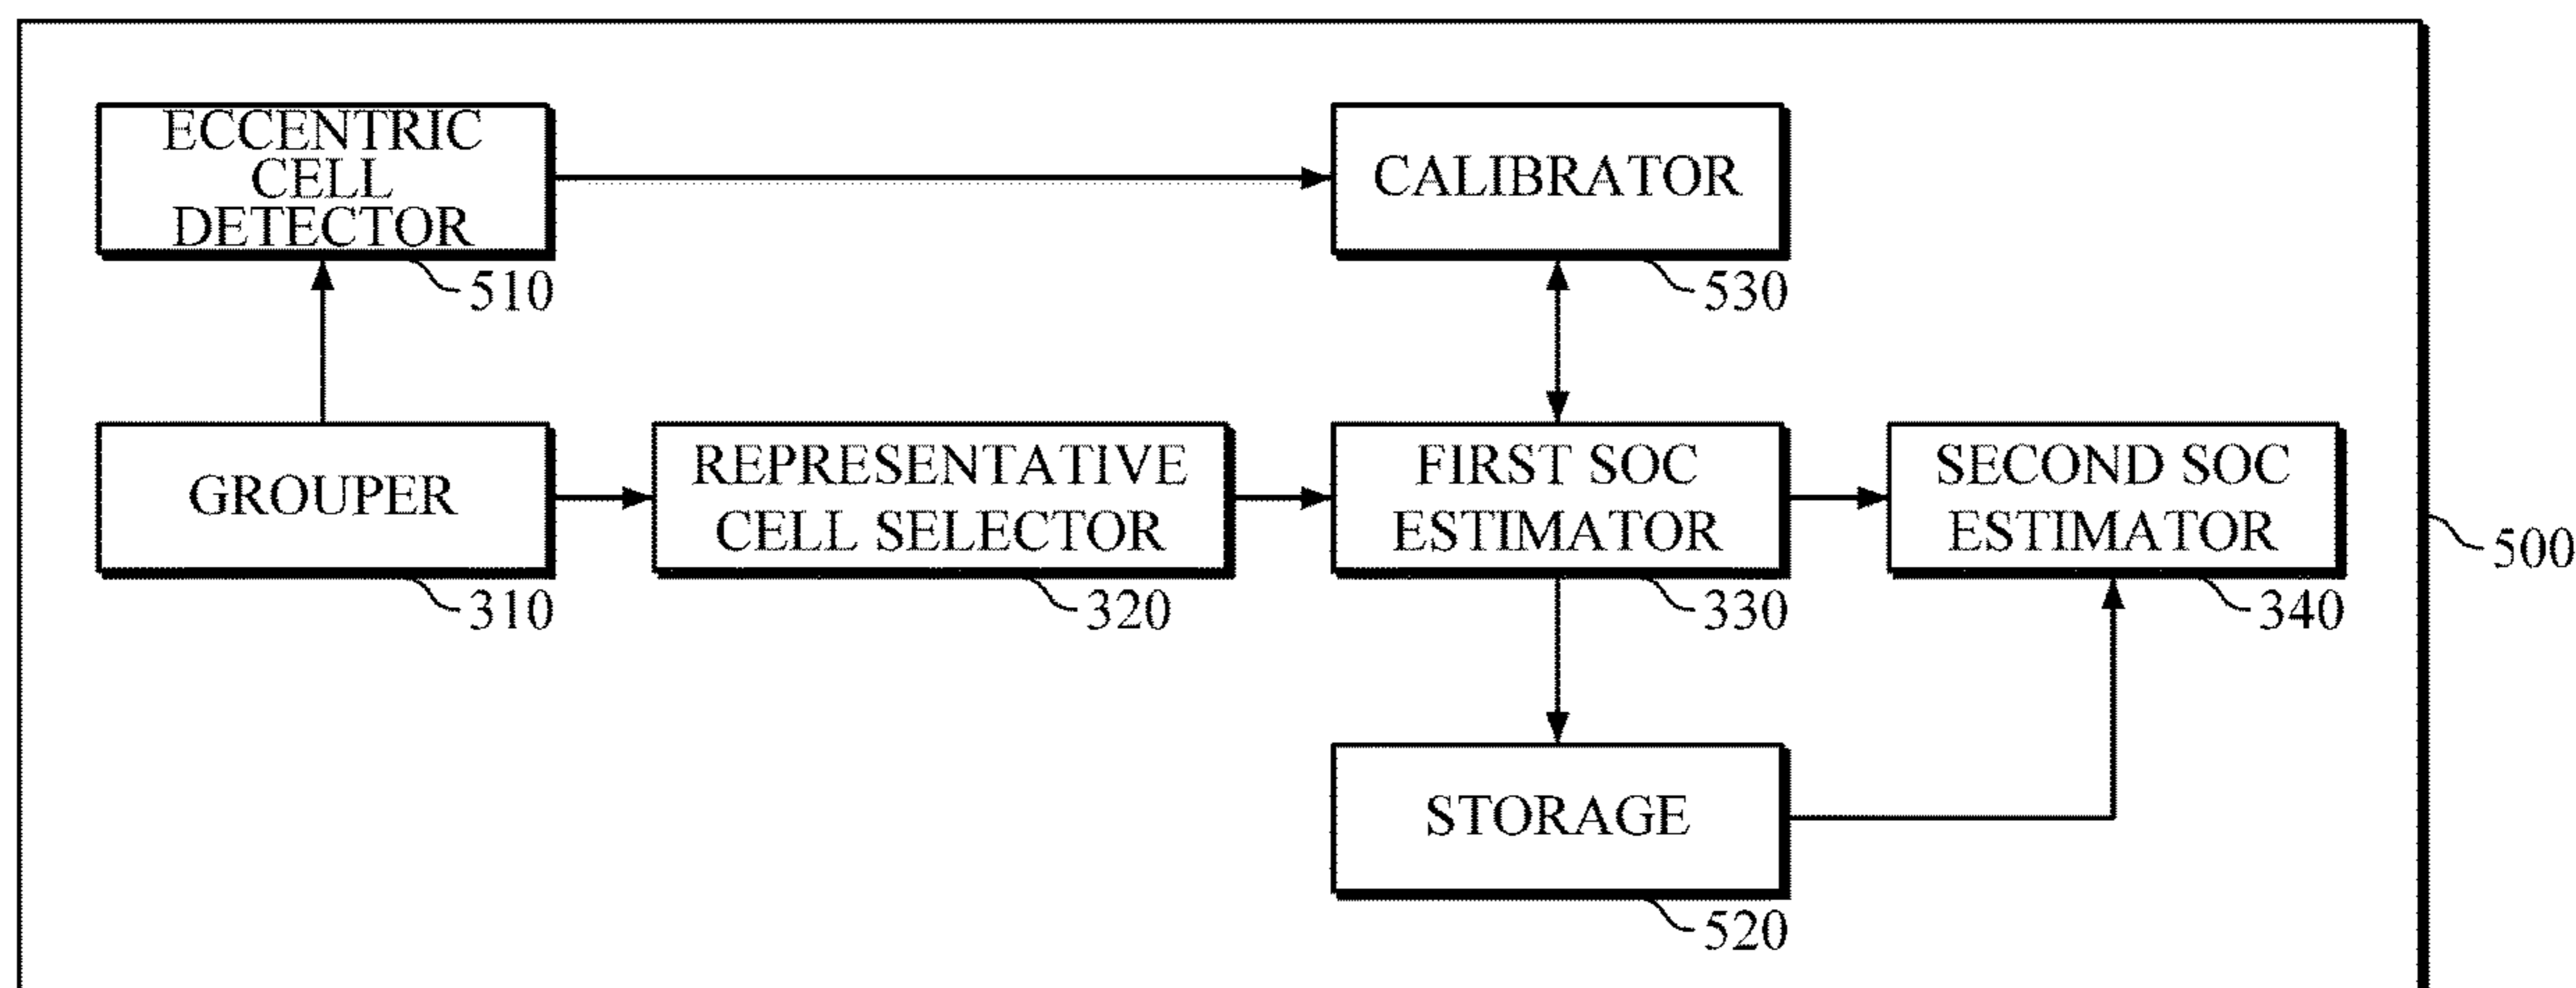 ECCENTRIC
CELL
DETECTOR
510
CALIBRATOR
530
GROUPER
310
REPRESENTATIVE
CELL SELECTOR
320
FIRST SOC
ESTIMATOR
330
SECOND SOC
ESTIMATOR
340
500
STORAGE
520